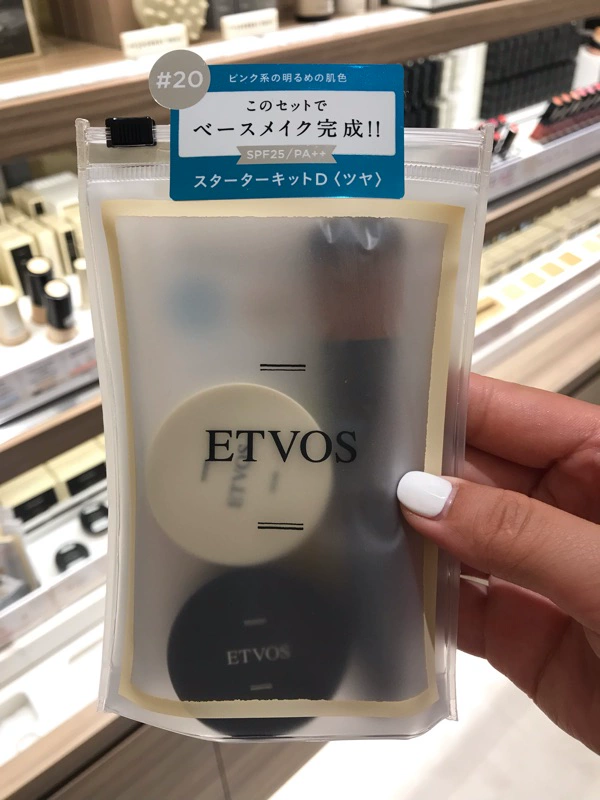 #20
ピンク系の明るめの肌色
このセットで
ベースメイク完成!!
SPF25/PA++
スターターキットD〈ツヤ〉
ETVOS
ETVOS
ETVOS